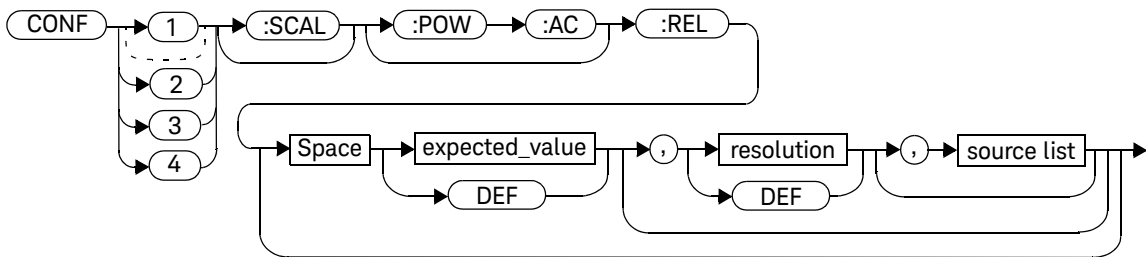 CONF 1 :SCAL :POW :AC :REL
2
3
4
Space expected_value , resolution , source list
DEF DEF